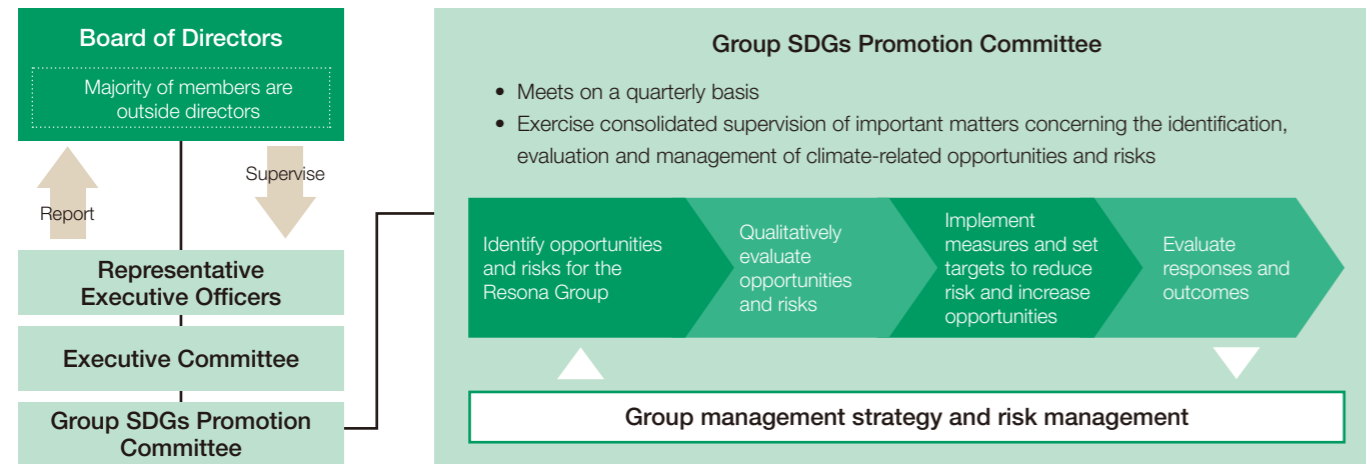 Board of Directors
Majority of members are
outside directors
Report
Supervise
Representative
Executive Officers
Executive Committee
Group SDGs Promotion
Committee
Group SDGs Promotion Committee
• Meets on a quarterly basis
• Exercise consolidated supervision of important matters concerning the identification,
evaluation and management of climate-related opportunities and risks
Identify opportunities
and risks for the
Resona Group
Qualitatively
evaluate
opportunities
and risks
Implement
measures and set
targets to reduce
risk and increase
opportunities
Evaluate
responses and
outcomes
Group management strategy and risk management